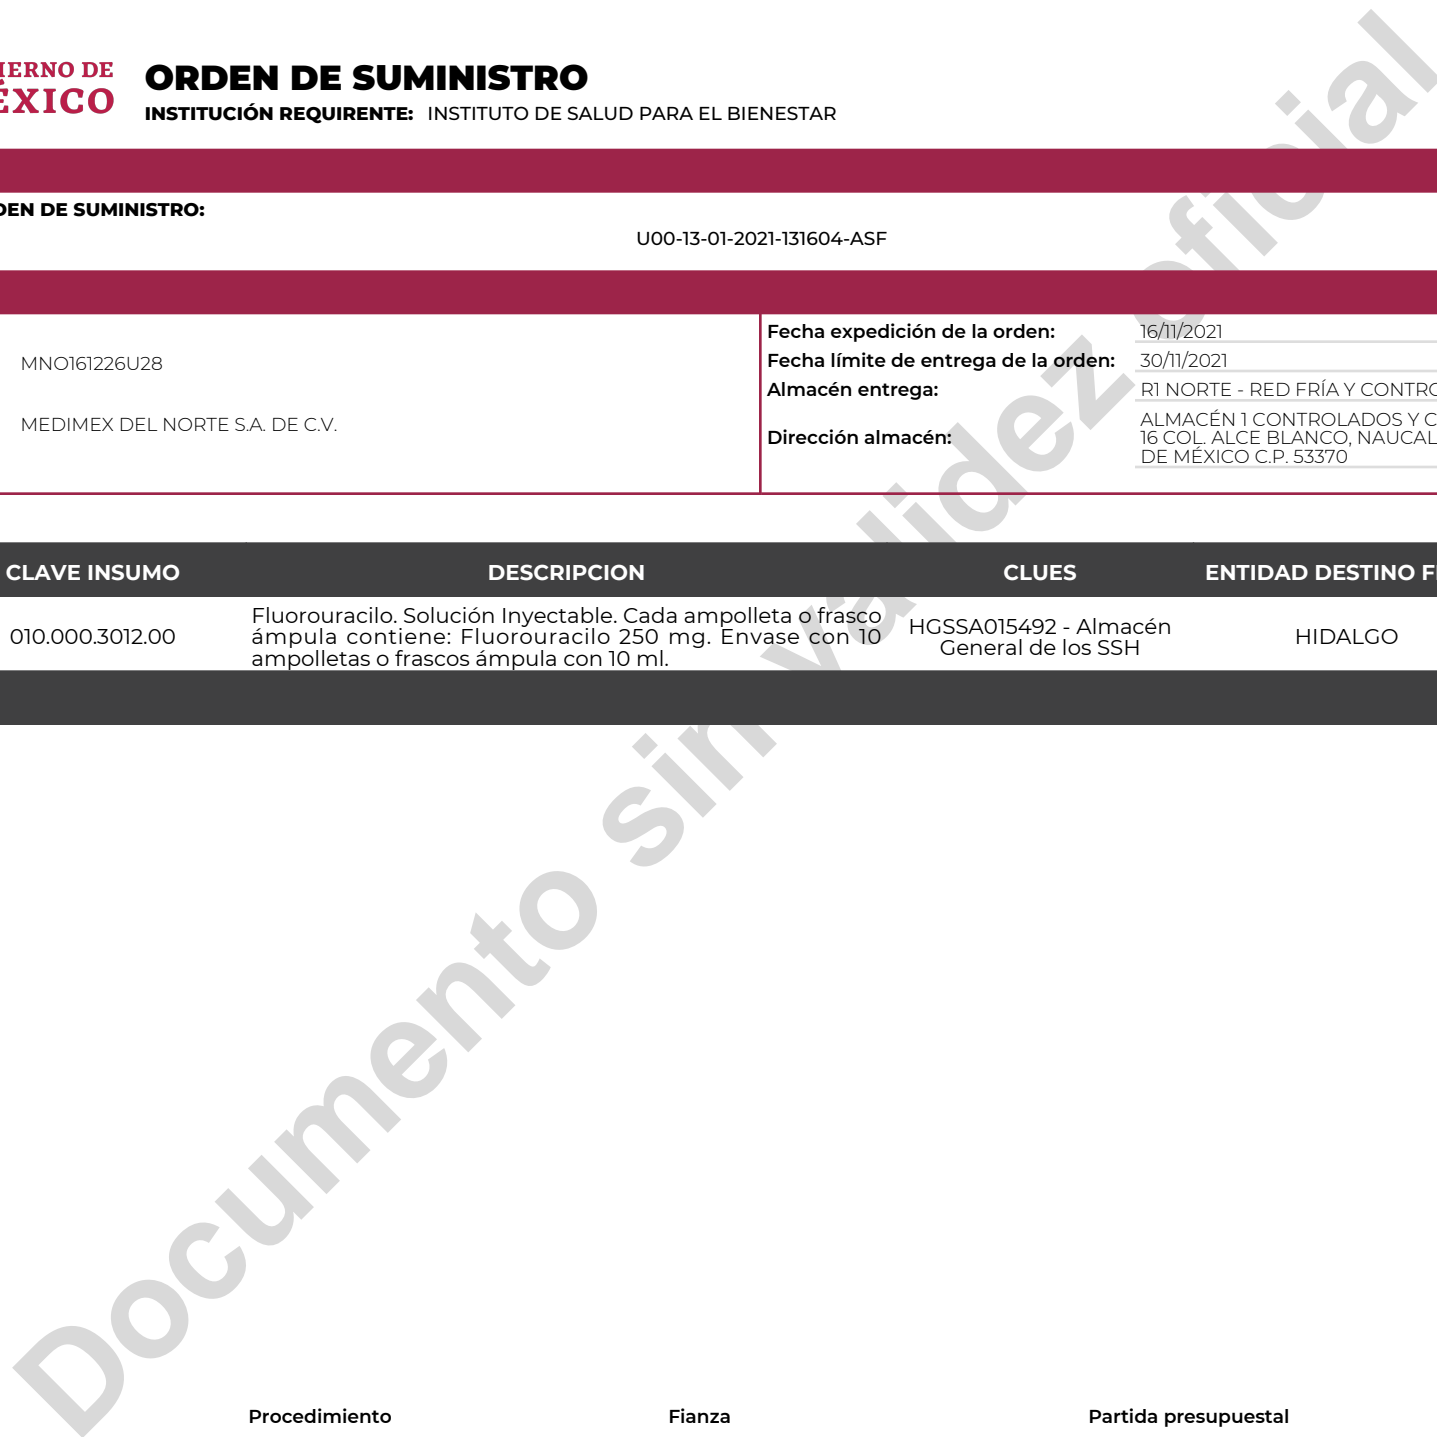 IERNO DE
ÉXICO
ORDEN DE SUMINISTRO
INSTITUCIÓN REQUIRENTE: INSTITUTO DE SALUD PARA EL BIENESTAR
DEN DE SUMINISTRO:
U00-13-01-2021-131604-ASF
MNO161226U28
MEDIMEX DEL NORTE S.A. DE C.V.
Fecha expedición de la orden: 16/11/2021
Fecha límite de entrega de la orden: 30/11/2021
Almacén entrega: R1 NORTE - RED FRÍA Y CONTRO
Dirección almacén:
ALMACÉN 1 CONTROLADOS Y C
16 COL. ALCE BLANCO, NAUCAL
DE MÉXICO C.P. 53370
CLAVE INSUMO DESCRIPCION CLUES ENTIDAD DESTINO FI
010.000.3012.00
Fluorouracilo. Solución Inyectable. Cada ampolleta o frasco
ámpula contiene: Fluorouracilo 250 mg. Envase con 10
ampolletas o frascos ámpula con 10 ml.
HGSSA015492 - Almacén
General de los SSH
HIDALGO
Documento sin validez oficial
Procedimiento Fianza Partida presupuestal